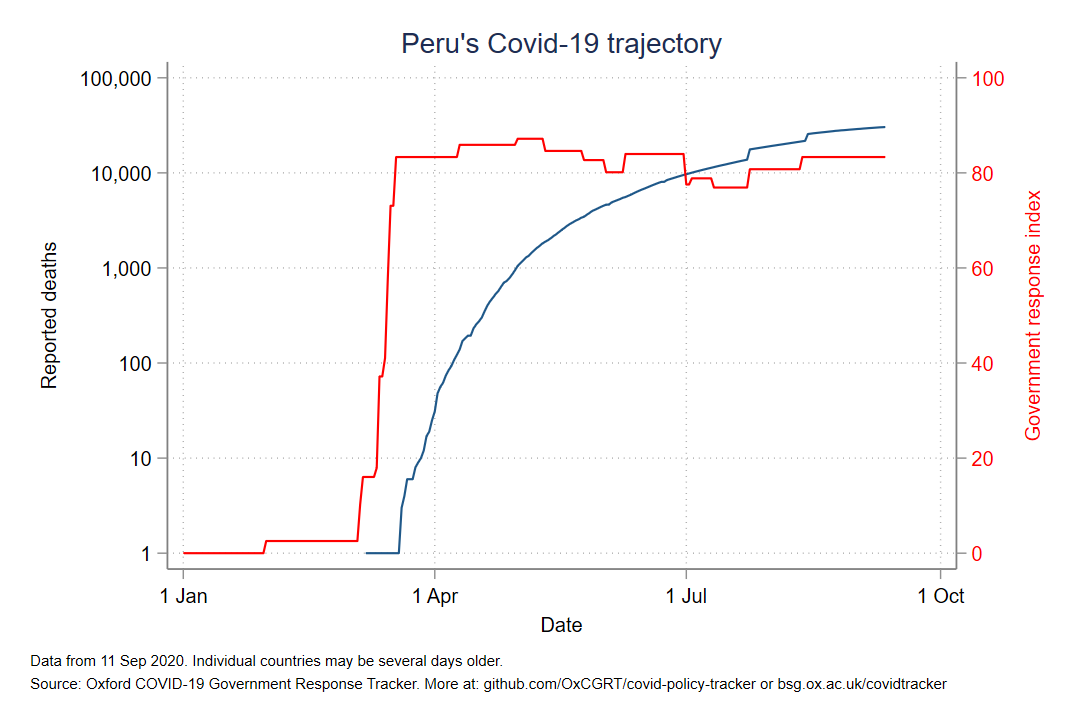 Peru's Covid-19 trajectory
100,000
10,000
1,000
100
10
1
Reported deaths
100
80
60
40
20
0
Government response index
1 Jan
1 Apr
1 Jul
1 Oct
Date
Data from 11 Sep 2020. Individual countries may be several days older.
Source: Oxford COVID-19 Government Response Tracker. More at: github.com/OxCGRT/covid-policy-tracker or bsg.ox.ac.uk/covidtracker